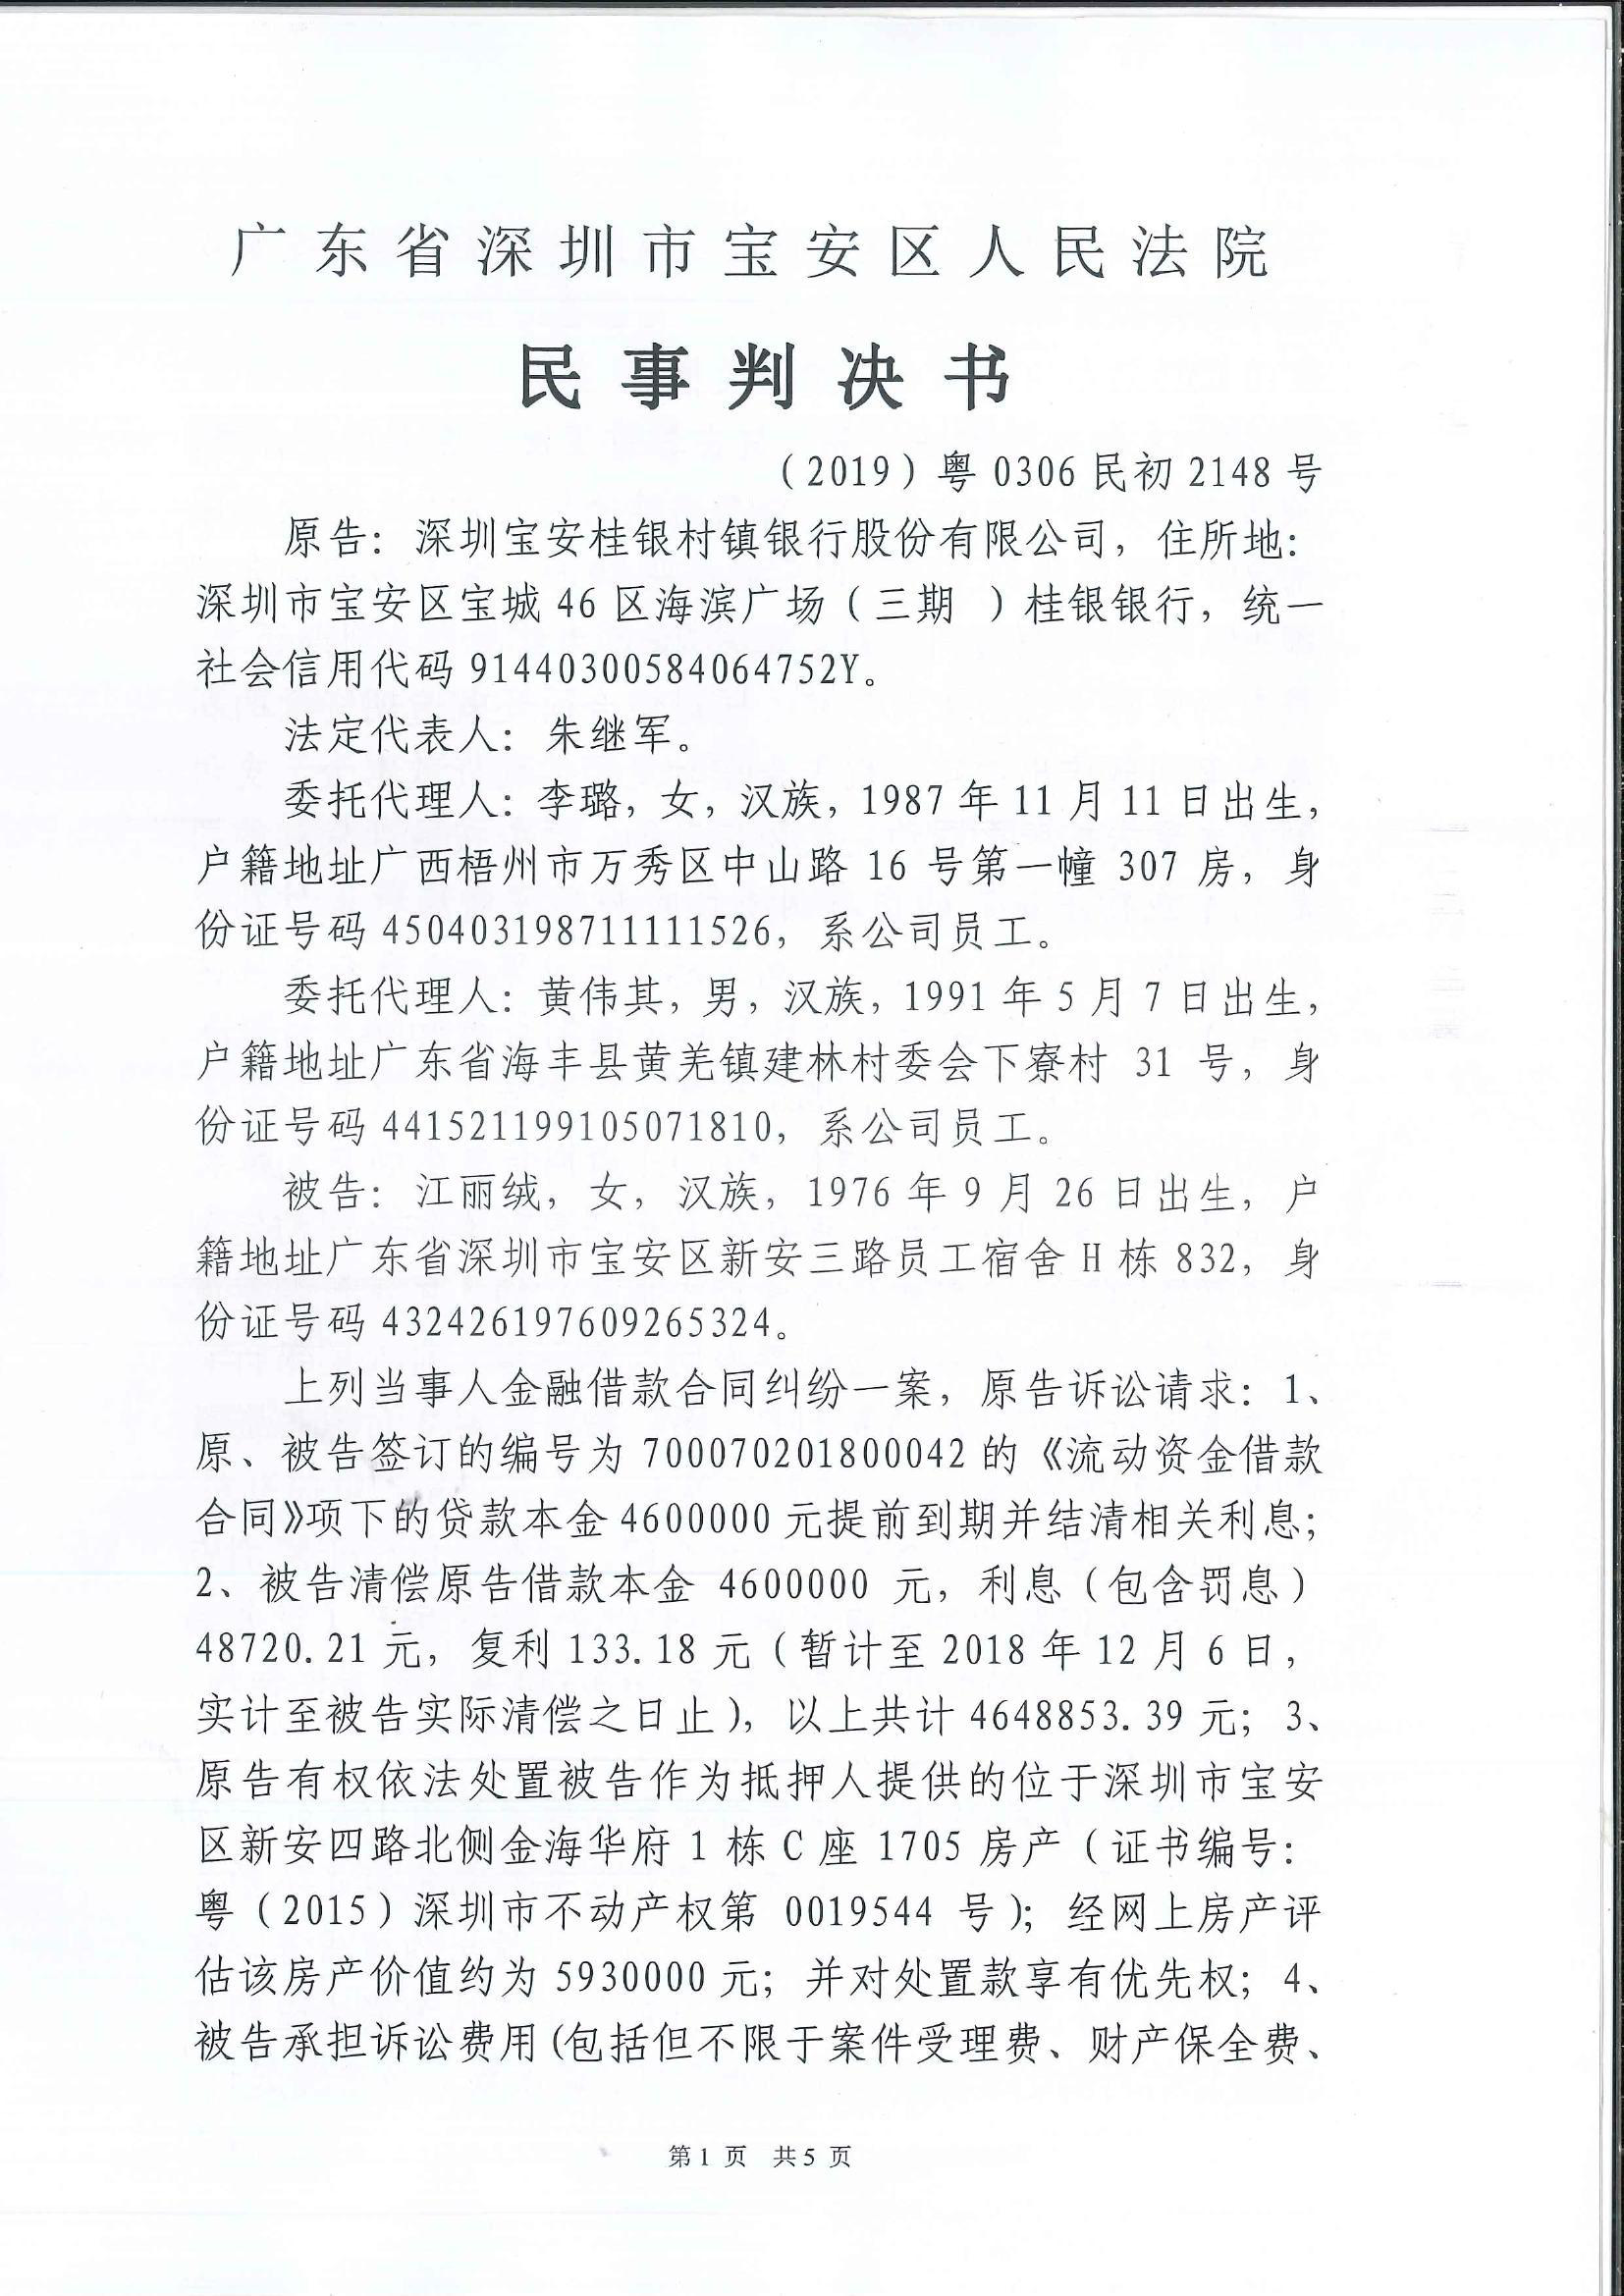 广东省深圳市宝安区人民法院
民事判决书
（2019）粤0306民初2148号
原告：深圳宝安桂银村镇银行股份有限公司，住所地：
深圳市宝安区宝城46区海滨广场（三期 ）桂银银行，统一
社会信用代码91440300584064752Y。
法定代表人：朱继军。
委托代理人：李璐，女，汉族，1987年11月11日出生，
户籍地址广西梧州市万秀区中山路16号第一幢307房，身
份证号码450403198711111526，系公司员工。
委托代理人：黄伟其，男，汉族，1991年5月7日出生，
户籍地址广东省海丰县黄羌镇建林村委会下寮村31号，身
份证号码441521199105071810，系公司员工。
被告：江丽绒，女，汉族，1976年9月26日出生，户
籍地址广东省深圳市宝安区新安三路员工宿舍H栋832，身
份证号码432426197609265324。
上列当事人金融借款合同纠纷一案，原告诉讼请求：1、
原、被告签订的编号为700070201800042的《流动资金借款
合同》项下的贷款本金4600000元提前到期并结清相关利息；
2、被告清偿原告借款本金4600000元，利息（包含罚息）
48720.21元，复利133.18元（暂计至2018年12月6日，
实计至被告实际清偿之日止），以上共计4648853.39元；3、
原告有权依法处置被告作为抵押人提供的位于深圳市宝安
区新安四路北侧金海华府1栋C座1705房产（证书编号：
粤（2015）深圳市不动产权第0019544号）；经网上房产评
估该房产价值约为5930000元；并对处置款享有优先权；4、
被告承担诉讼费用(包括但不限于案件受理费、财产保全费、
第1页 共5页